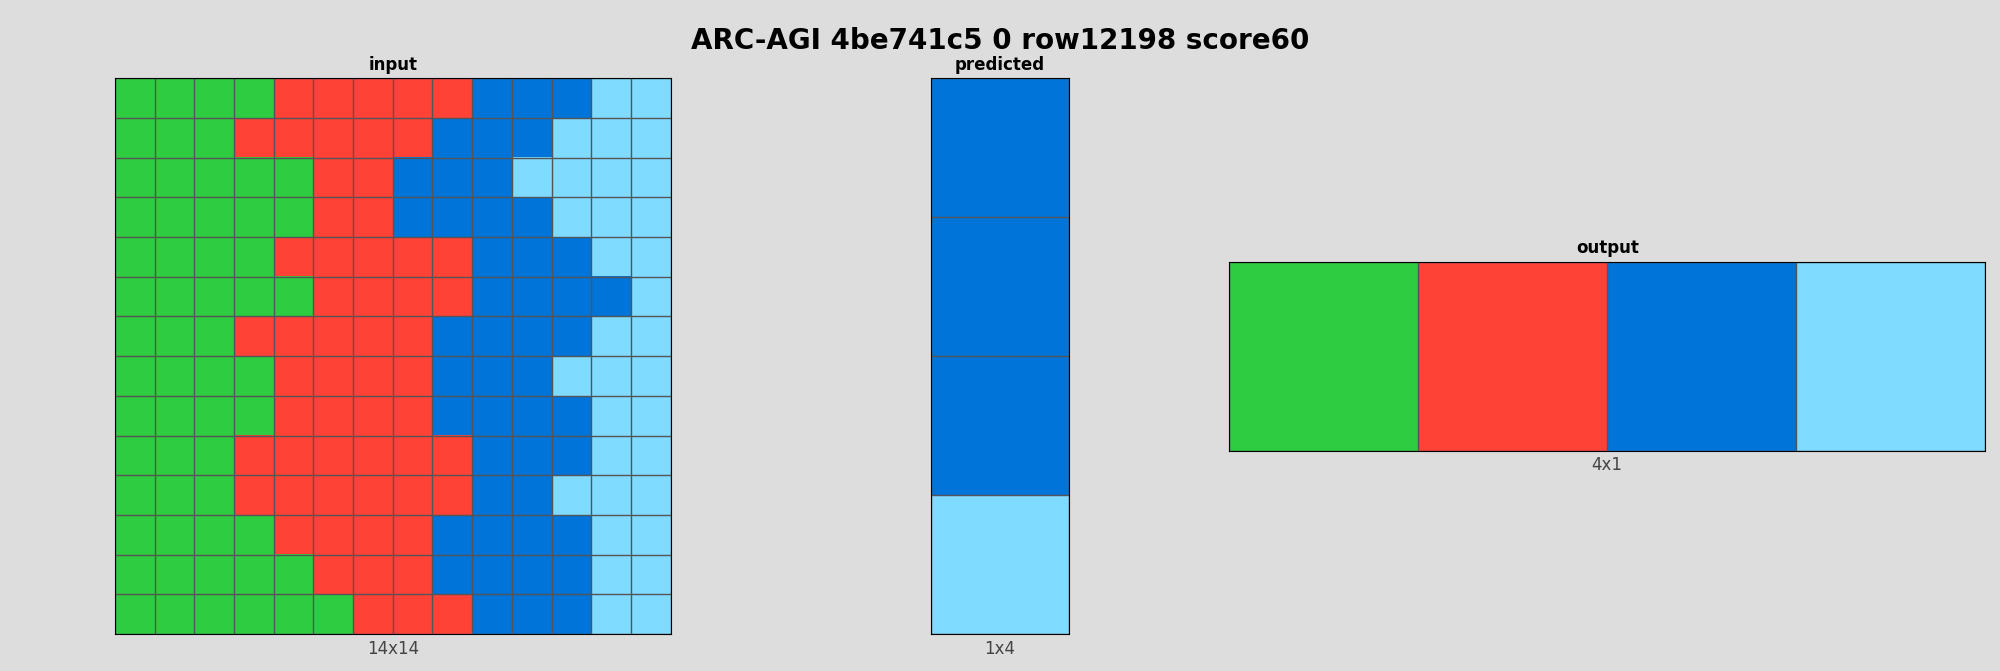 ARC-AGI 4be741c5 0 row12198 score60
input
predicted
output
4x1
14x14
1x4